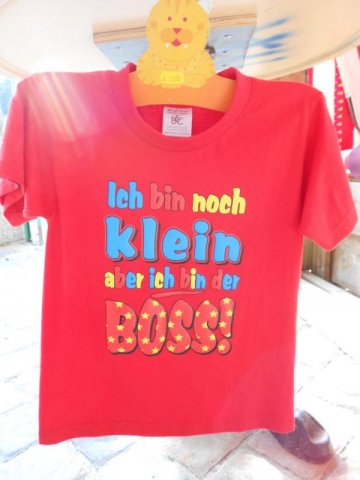 Ich bin noch
klein
aber ich bin der
BOSS!
B&C